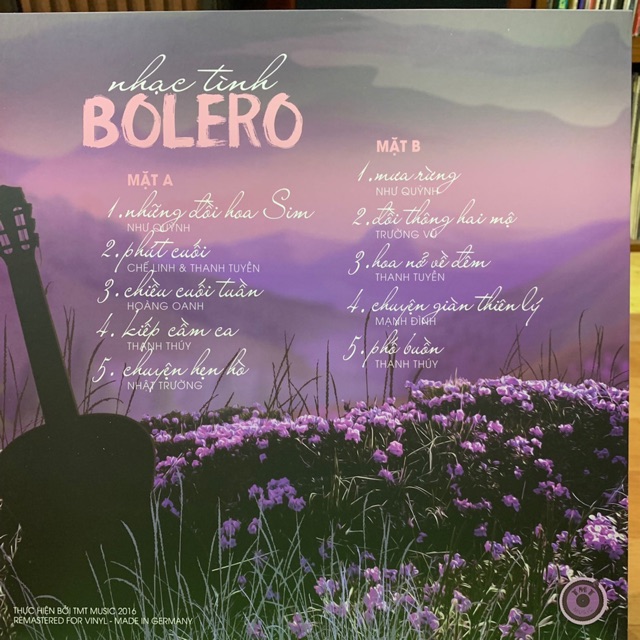 nhạc tình
BOLERO
MẶT A
1. những đồi hoa Sim
NHƯ QUỲNH
2. phút cuối
CHẾ LINH & THANH TUYỀN
3. chiều cuối tuần
HOÀNG OANH
4. kiếp cầm ca
THANH THÚY
5. chuyện hẹn hò
NHẬT TRƯỜNG
MẶT B
1. mưa rừng
NHƯ QUỲNH
2. đồi thông hai mộ
TRƯỜNG VŨ
3. hoa nở về đêm
THANH TUYỀN
4. chuyện giàn thiên lý
MẠNH ĐÌNH
5. phố buồn
THANH THÚY
THỰC HIỆN BỞI TMT MUSIC 2016
REMASTERED FOR VINYL - MADE IN GERMANY
TMT